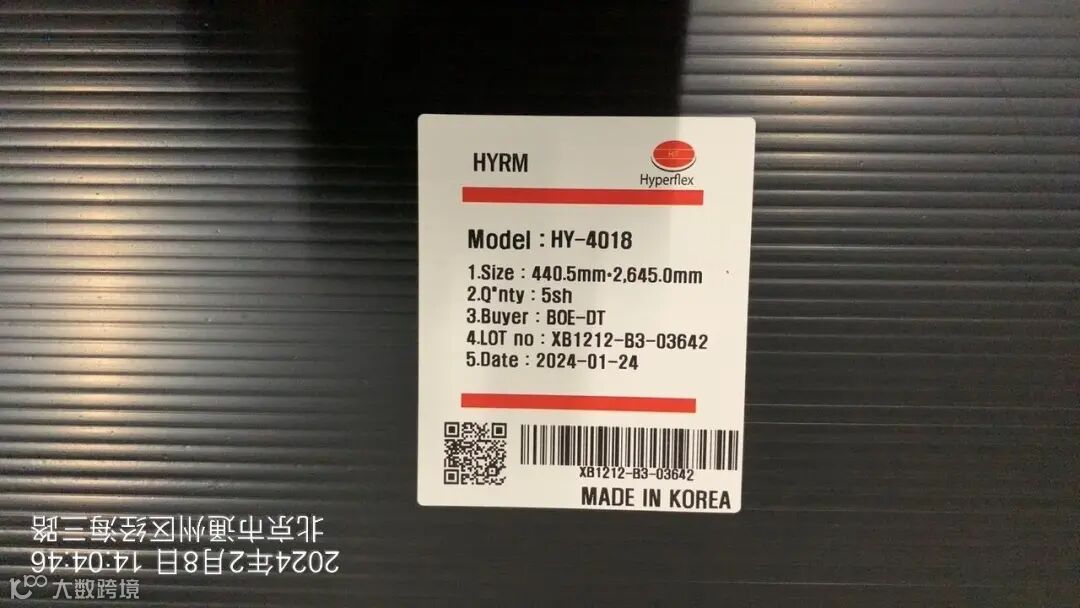 HYRM
HF
Hyperflex
Model : HY-4018
1.Size : 440.5mm*2,645.0mm
2.Q*nty : 5sh
3.Buyer : BOE-DT
4.LOT no : XB1212-B3-03642
5.Date : 2024-01-24
XB1212-B3-03642
MADE IN KOREA
2024年2月8日 14:04:46
北京市通州区经海三路
大数跨境